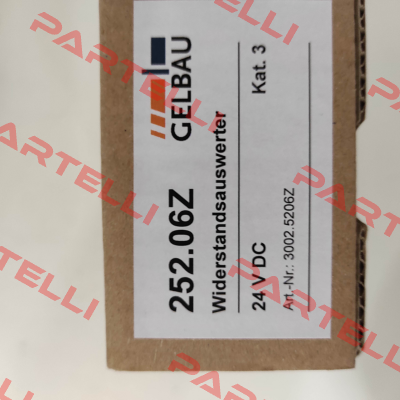 GELBAU
252.06Z
Widerstandsauswerter
24 V DC Kat. 3
Art.-Nr.: 3002.5206Z
PARTELLI
PARTELLI
PARTELLI
PARTELLI
PARTELLI